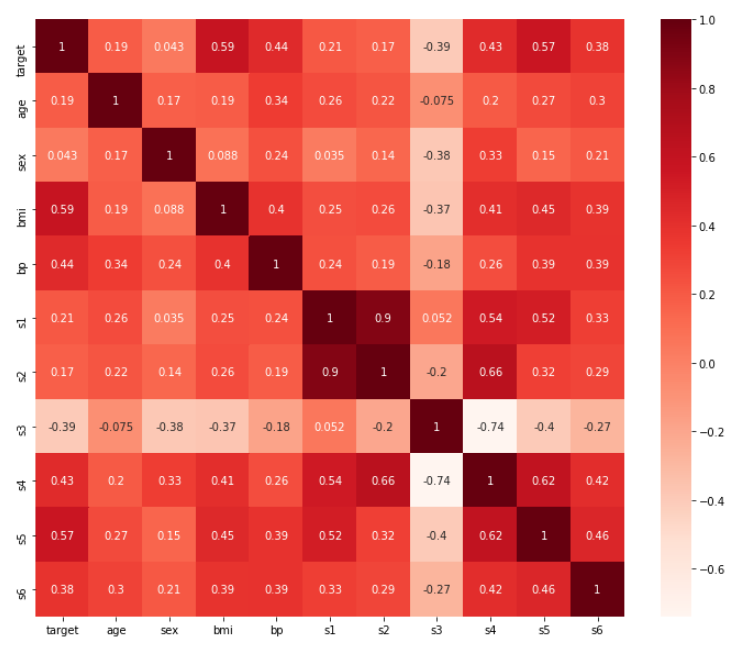 target 1 0.19 0.043 0.59 0.44 0.21 0.17 -0.39 0.43 0.57 0.38
age 0.19 1 0.17 0.19 0.34 0.26 0.22 -0.075 0.2 0.27 0.3
sex 0.043 0.17 1 0.088 0.24 0.035 0.14 -0.38 0.33 0.15 0.21
bmi 0.59 0.19 0.088 1 0.4 0.25 0.26 -0.37 0.41 0.45 0.39
bp 0.44 0.34 0.24 0.4 1 0.24 0.19 -0.18 0.26 0.39 0.39
s1 0.21 0.26 0.035 0.25 0.24 1 0.9 0.052 0.54 0.52 0.33
s2 0.17 0.22 0.14 0.26 0.19 0.9 1 -0.2 0.66 0.32 0.29
s3 -0.39 -0.075 -0.38 -0.37 -0.18 0.052 -0.2 1 -0.74 -0.4 -0.27
s4 0.43 0.2 0.33 0.41 0.26 0.54 0.66 -0.74 1 0.62 0.42
s5 0.57 0.27 0.15 0.45 0.39 0.52 0.32 -0.4 0.62 1 0.46
s6 0.38 0.3 0.21 0.39 0.39 0.33 0.29 -0.27 0.42 0.46 1
target age sex bmi bp s1 s2 s3 s4 s5 s6
1.0
0.8
0.6
0.4
0.2
0.0
−0.2
−0.4
−0.6